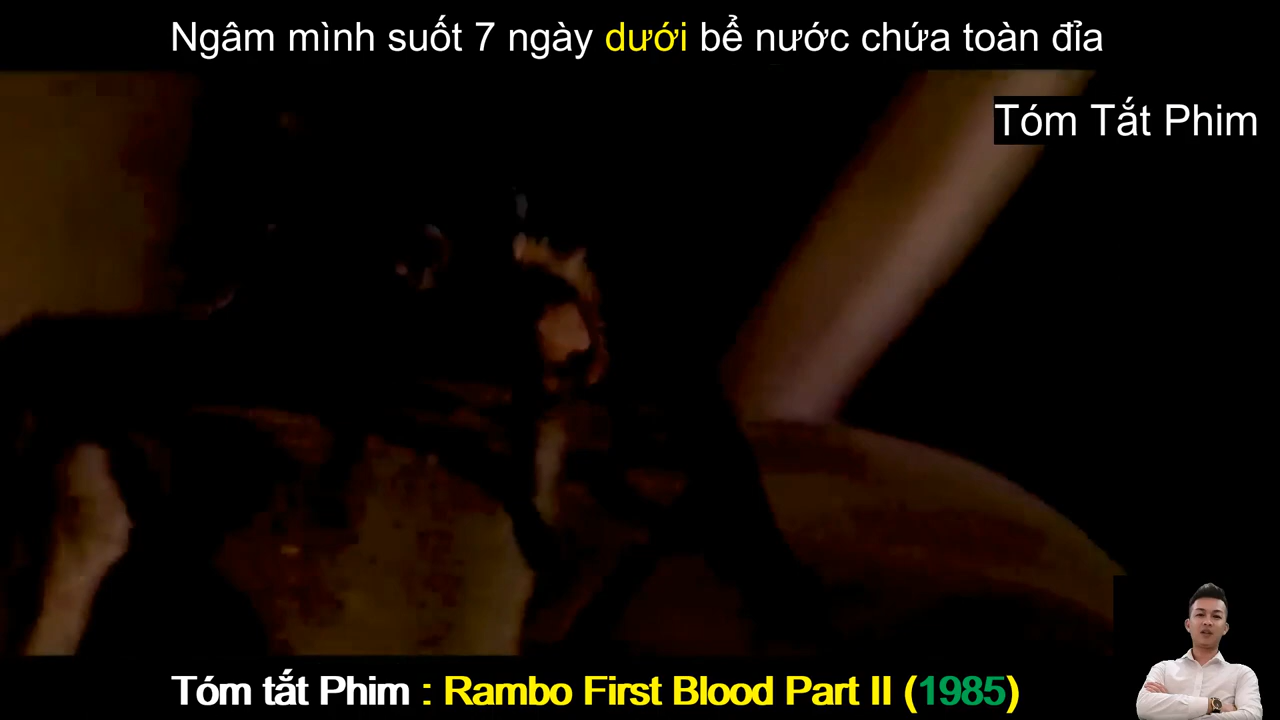 Ngâm mình suốt 7 ngày dưới bể nước chứa toàn đỉa
Tóm Tắt Phim
Tóm tắt Phim : Rambo First Blood Part II (1985)